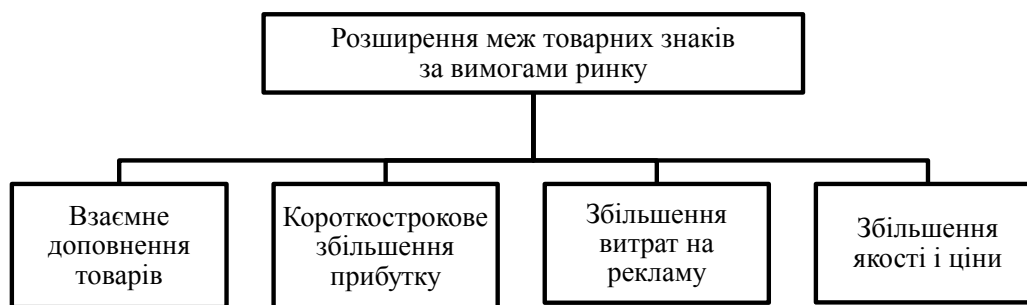 Розширення меж товарних знаків
за вимогами ринку
Взаємне
доповнення
товарів
Короткострокове
збільшення
прибутку
Збільшення
витрат на
рекламу
Збільшення
якості і ціни